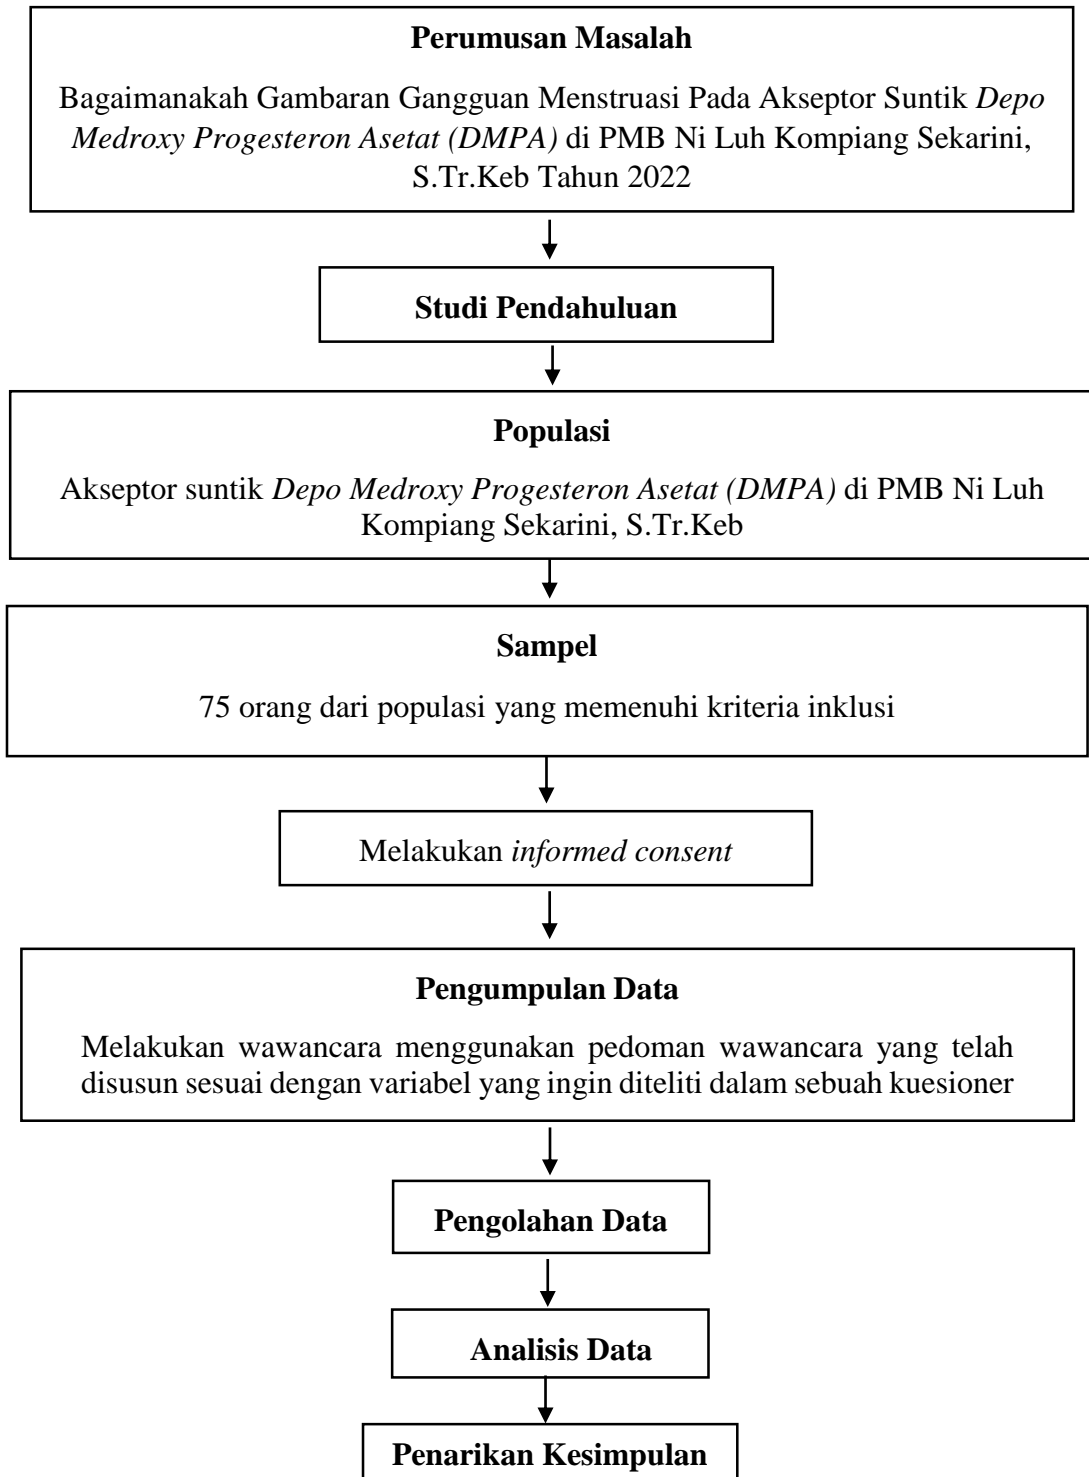 Perumusan Masalah
Bagaimanakah Gambaran Gangguan Menstruasi Pada Akseptor Suntik Depo
Medroxy Progesteron Asetat (DMPA) di PMB Ni Luh Kompiang Sekarini,
S.Tr.Keb Tahun 2022
Studi Pendahuluan
Populasi
Akseptor suntik Depo Medroxy Progesteron Asetat (DMPA) di PMB Ni Luh
Kompiang Sekarini, S.Tr.Keb
Sampel
75 orang dari populasi yang memenuhi kriteria inklusi
Melakukan informed consent
Pengumpulan Data
Melakukan wawancara menggunakan pedoman wawancara yang telah
disusun sesuai dengan variabel yang ingin diteliti dalam sebuah kuesioner
Pengolahan Data
Analisis Data
Penarikan Kesimpulan